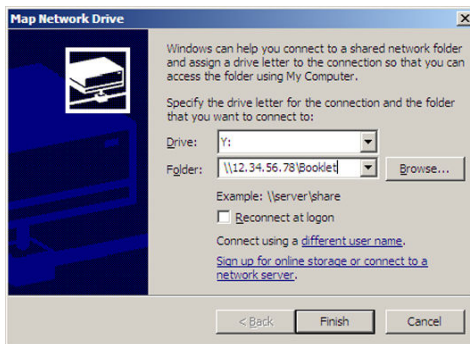 Map Network Drive
Windows can help you connect to a shared network folder
and assign a drive letter to the connection so that you can
access the folder using My Computer.
Specify the drive letter for the connection and the folder
that you want to connect to:
Drive: Y:
Folder: \\12.34.56.78\Booklet Browse...
Example: \\server\share
Reconnect at logon
Connect using a different user name.
Sign up for online storage or connect to a
network server.
< Back Finish Cancel